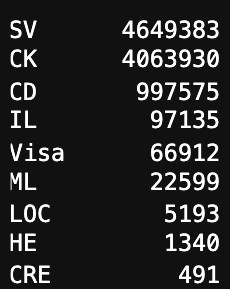 SV 4649383
CK 4063930
CD 997575
IL 97135
Visa 66912
ML 22599
LOC 5193
HE 1340
CRE 491